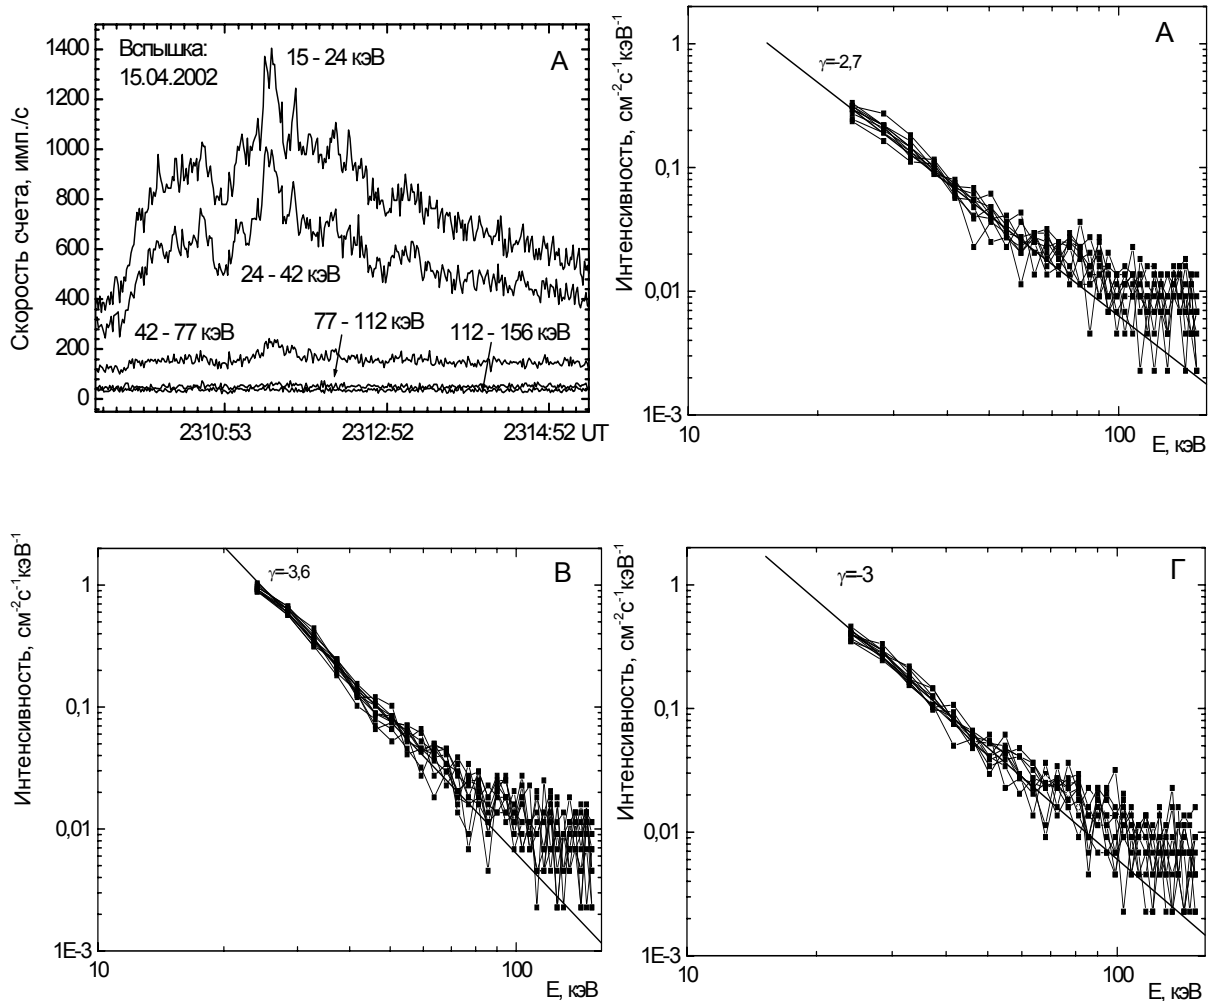 Вспышка:
15.04.2002
А
15 - 24 кэВ
24 - 42 кэВ
42 - 77 кэВ
77 - 112 кэВ
112 - 156 кэВ
Скорость счета, имп./с
1400
1200
1000
800
600
400
200
0
2310:53 2312:52 2314:52 UT
А
γ=-2,7
Интенсивность, см⁻²с⁻¹кэВ⁻¹
1
0,1
0,01
1E-3
10 100
Е, кэВ
В
γ=-3,6
Интенсивность, см⁻²с⁻¹кэВ⁻¹
1
0,1
0,01
1E-3
10 100
Е, кэВ
Г
γ=-3
Интенсивность, см⁻²с⁻¹кэВ⁻¹
1
0,1
0,01
1E-3
10 100
Е, кэВ